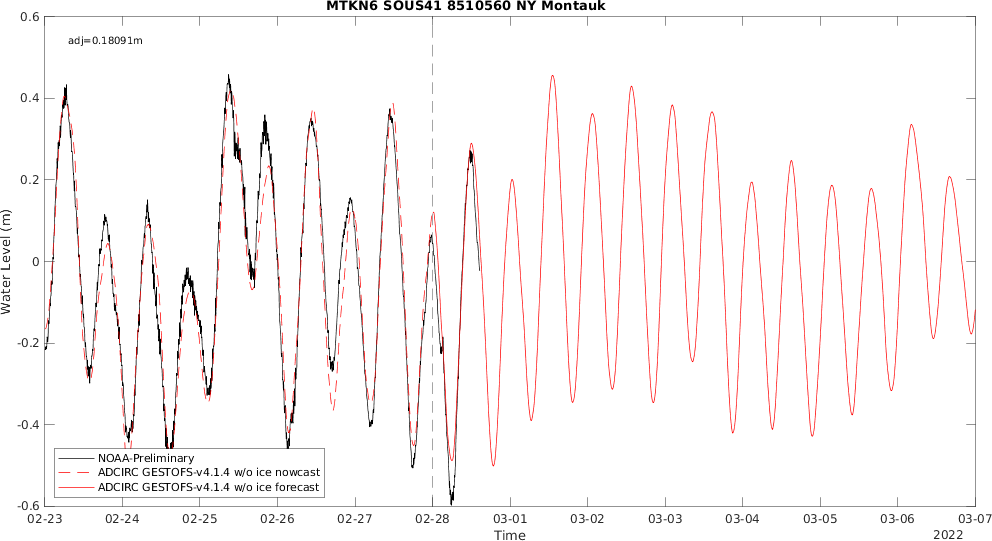 MTKN6 SOUS41 8510560 NY Montauk
adj=0.18091m
Water Level (m)
0.6
0.4
0.2
0
-0.2
-0.4
-0.6
NOAA-Preliminary
ADCIRC GESTOFS-v4.1.4 w/o ice nowcast
ADCIRC GESTOFS-v4.1.4 w/o ice forecast
02-23 02-24 02-25 02-26 02-27 02-28 03-01 03-02 03-03 03-04 03-05 03-06 03-07
Time
2022